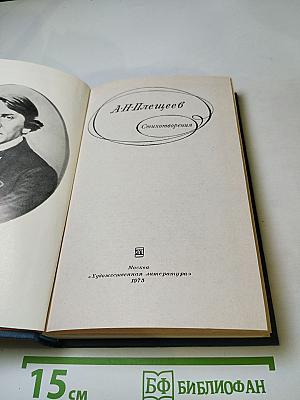 А·Н·Плещеев
Стихотворения
Москва
«Художественная литература»
1975
15 см
БФ БИБЛИОФАН